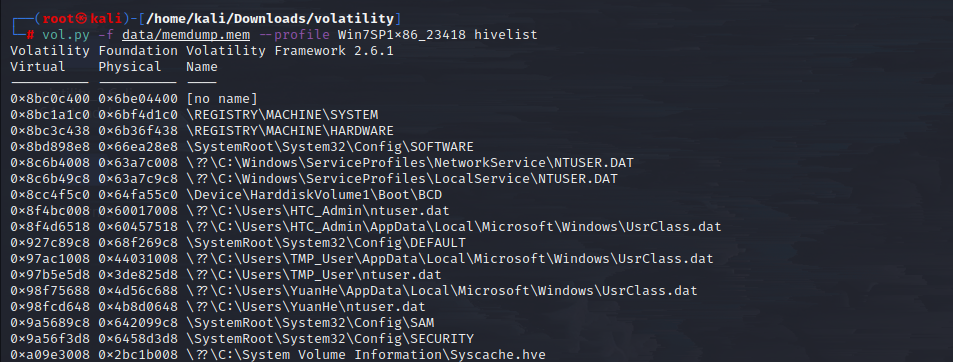 ┌──(root㉿kali)-[/home/kali/Downloads/volatility]
└─# vol.py -f data/memdump.mem --profile Win7SP1×86_23418 hivelist
Volatility Foundation Volatility Framework 2.6.1
Virtual    Physical   Name
---------- ---------- ----
0×8bc0c400 0×6be04400 [no name]
0×8bc1a1c0 0×6bf4d1c0 \REGISTRY\MACHINE\SYSTEM
0×8bc3c438 0×6b36f438 \REGISTRY\MACHINE\HARDWARE
0×8bd898e8 0×66ea28e8 \SystemRoot\System32\Config\SOFTWARE
0×8c6b4008 0×63a7c008 \??\C:\Windows\ServiceProfiles\NetworkService\NTUSER.DAT
0×8c6b49c8 0×63a7c9c8 \??\C:\Windows\ServiceProfiles\LocalService\NTUSER.DAT
0×8cc4f5c0 0×64fa55c0 \Device\HarddiskVolume1\Boot\BCD
0×8f4bc008 0×60017008 \??\C:\Users\HTC_Admin\ntuser.dat
0×8f4d6518 0×60457518 \??\C:\Users\HTC_Admin\AppData\Local\Microsoft\Windows\UsrClass.dat
0×927c89c8 0×68f269c8 \SystemRoot\System32\Config\DEFAULT
0×97ac1008 0×44031008 \??\C:\Users\TMP_User\AppData\Local\Microsoft\Windows\UsrClass.dat
0×97b5e5d8 0×3de825d8 \??\C:\Users\TMP_User\ntuser.dat
0×98f75688 0×4d56c688 \??\C:\Users\YuanHe\AppData\Local\Microsoft\Windows\UsrClass.dat
0×98fcd648 0×4b8d0648 \??\C:\Users\YuanHe\ntuser.dat
0×9a5689c8 0×642099c8 \SystemRoot\System32\Config\SAM
0×9a56f3d8 0×6458d3d8 \SystemRoot\System32\Config\SECURITY
0×a09e3008 0×2bc1b008 \??\C:\System Volume Information\Syscache.hve